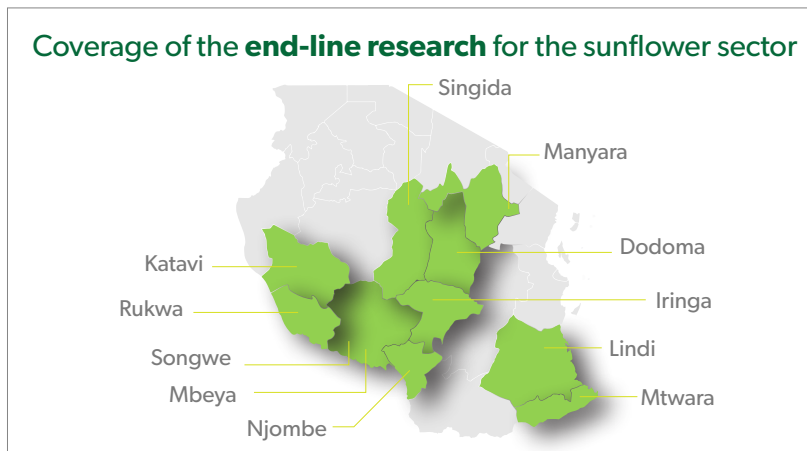 Coverage of the end-line research for the sunflower sector
Singida
Manyara
Dodoma
Katavi
Iringa
Rukwa
Lindi
Songwe
Mbeya
Mtwara
Njombe